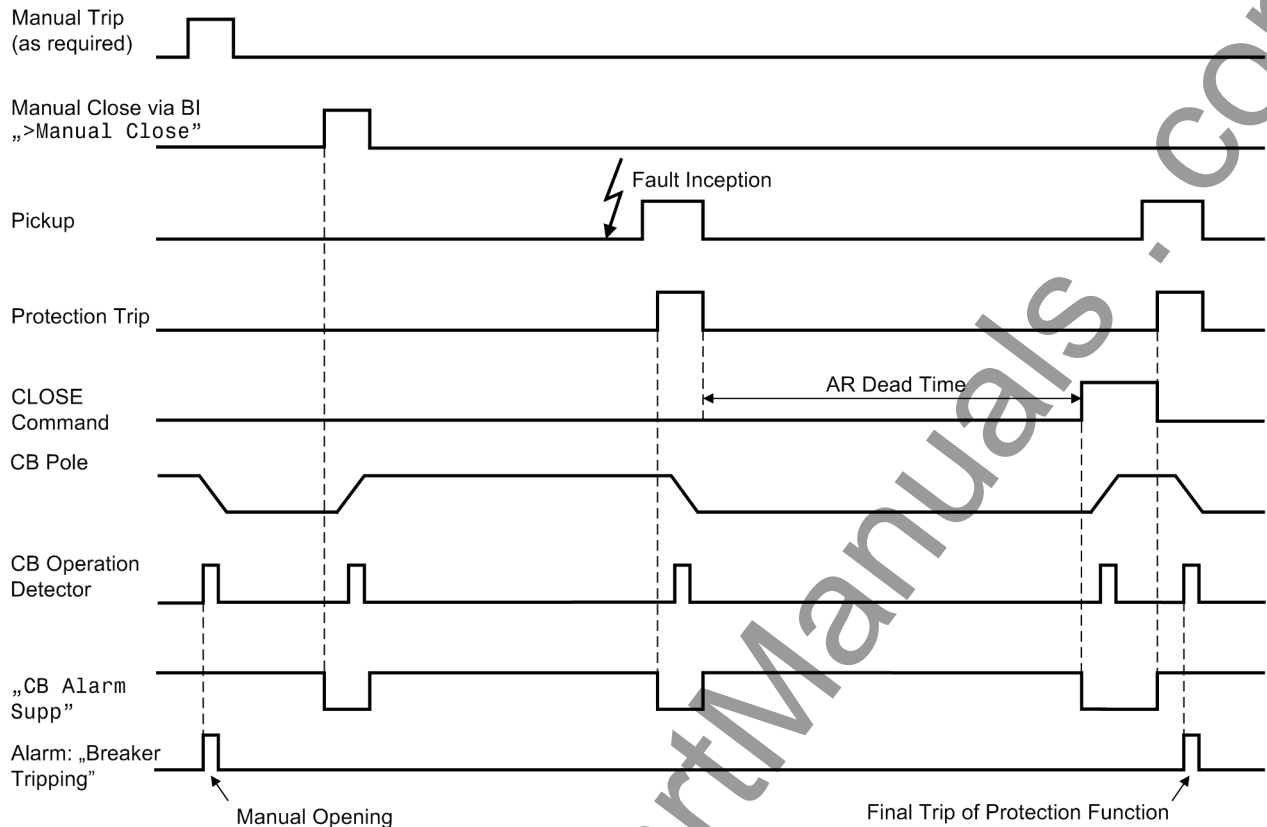 Manual Trip
(as required)
Manual Close via BI
„>Manual Close”
Fault Inception
Pickup
Protection Trip
AR Dead Time
CLOSE
Command
CB Pole
CB Operation
Detector
„CB Alarm
Supp”
Alarm: „Breaker
Tripping”
Manual Opening
Final Trip of Protection Function
rtManuals . co